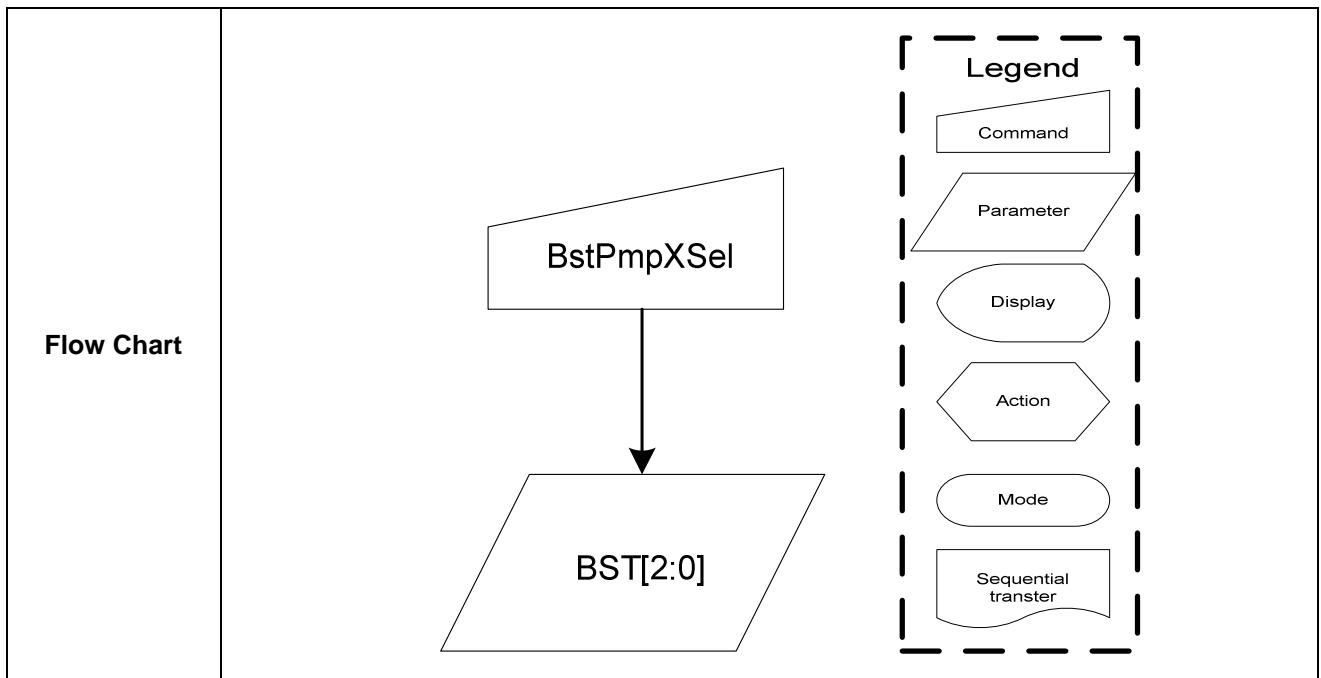 Flow Chart
BstPmpXSel
BST[2:0]
Legend
Command
Parameter
Display
Action
Mode
Sequential
transter